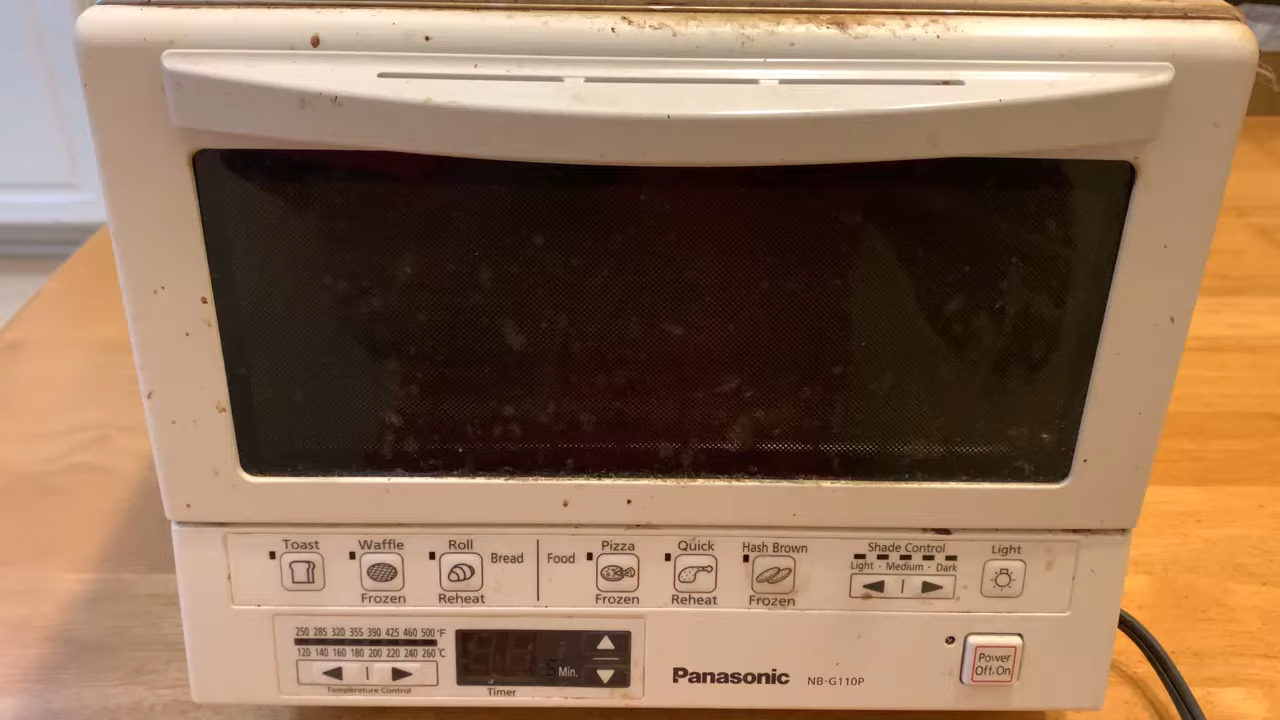 Toast Waffle Roll Pizza Quick Hash Brown Shade Control Light
Bread Food
Light · Medium · Dark
Frozen Reheat Frozen Reheat Frozen
250 285 320 355 390 425 460 500 °F
120 140 160 180 200 220 240 260 °C
Temperature Control
Min.
Timer
Panasonic NB-G110P
Power
Off/On